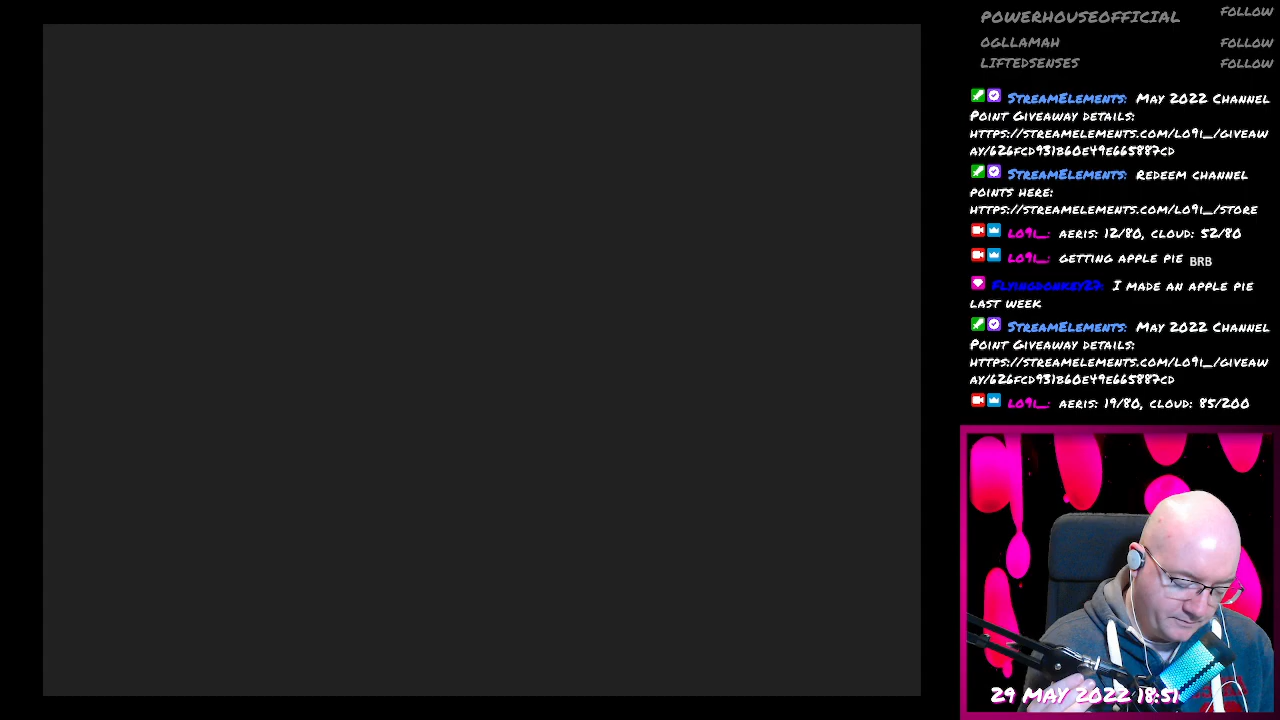 POWERHOUSEOFFICIAL FOLLOW
OGLLAMAH FOLLOW
LIFTEDSENSES FOLLOW
StreamElements: May 2022 Channel
Point Giveaway details:
https://streamelements.com/lo9i_/giveaw
ay/626fcd931b60e49e665887cd
StreamElements: Redeem channel
points here:
https://streamelements.com/lo9i_/store
lo9i_: aeris: 12/80, cloud: 52/80
lo9i_: getting apple pie BRB
Flyingdonkey27: I made an apple pie
last week
StreamElements: May 2022 Channel
Point Giveaway details:
https://streamelements.com/lo9i_/giveaw
ay/626fcd931b60e49e665887cd
lo9i_: aeris: 19/80, cloud: 85/200
29 MAY 2022 18:51